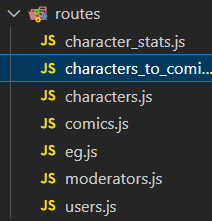 routes
JS character_stats.js
JS characters_to_comi...
JS characters.js
JS comics.js
JS eg.js
JS moderators.js
JS users.js